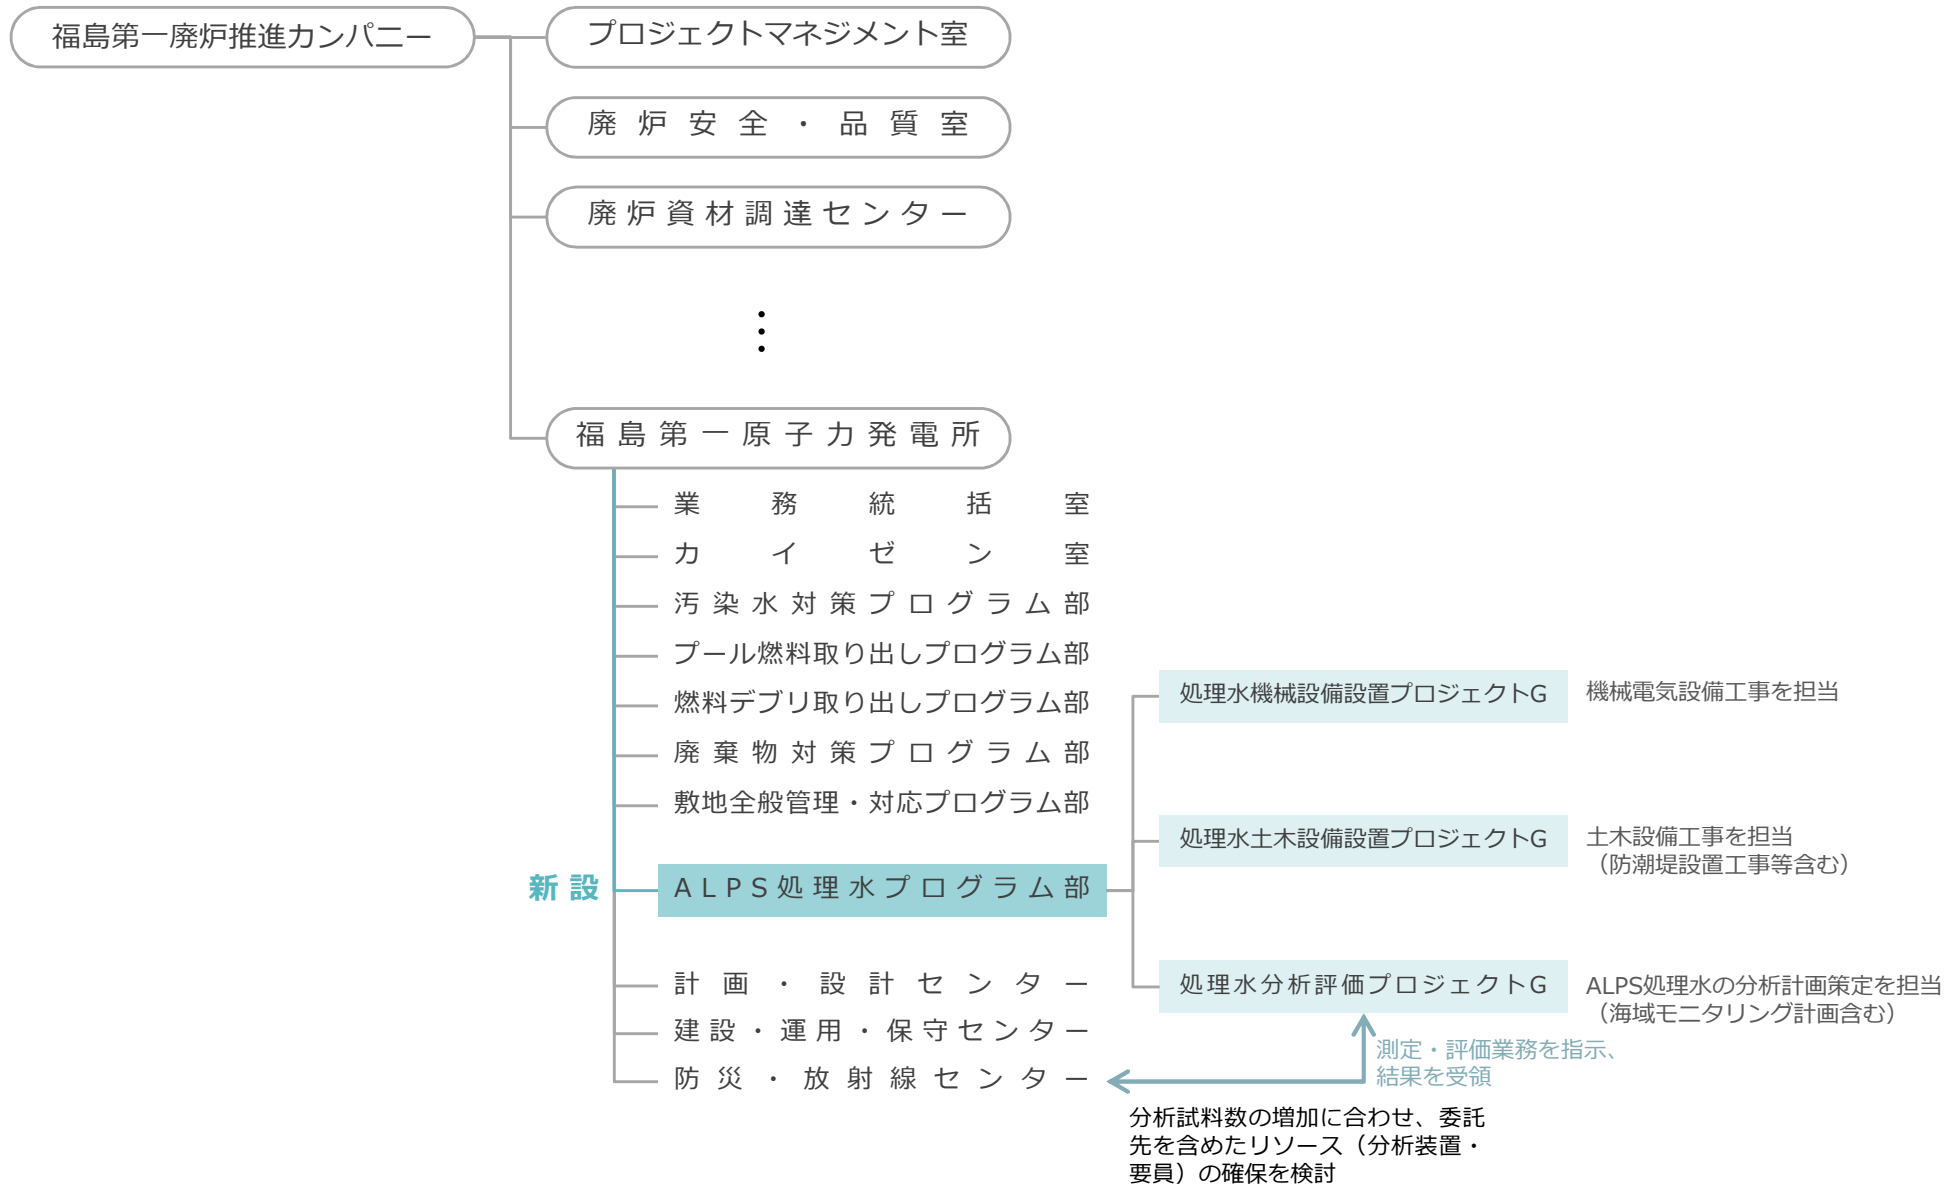 福島第一廃炉推進カンパニー
プロジェクトマネジメント室
廃炉安全・品質室
廃炉資材調達センター
⋮
福島第一原子力発電所
業務統括室
カイゼン室
汚染水対策プログラム部
プール燃料取り出しプログラム部
燃料デブリ取り出しプログラム部
廃棄物対策プログラム部
敷地全般管理・対応プログラム部
新設
ALPS処理水プログラム部
計画・設計センター
建設・運用・保守センター
防災・放射線センター
処理水機械設備設置プロジェクトG
機械電気設備工事を担当
処理水土木設備設置プロジェクトG
土木設備工事を担当
（防潮堤設置工事等含む）
処理水分析評価プロジェクトG
ALPS処理水の分析計画策定を担当
（海域モニタリング計画含む）
測定・評価業務を指示、
結果を受領
分析試料数の増加に合わせ、委託
先を含めたリソース（分析装置・
要員）の確保を検討